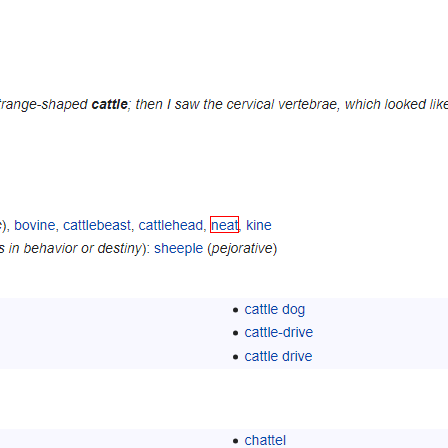 range-shaped cattle; then I saw the cervical vertebrae, which looked like
), bovine, cattlebeast, cattlehead, neat, kine
s in behavior or destiny): sheeple (pejorative)
• cattle dog
• cattle-drive
• cattle drive
• chattel